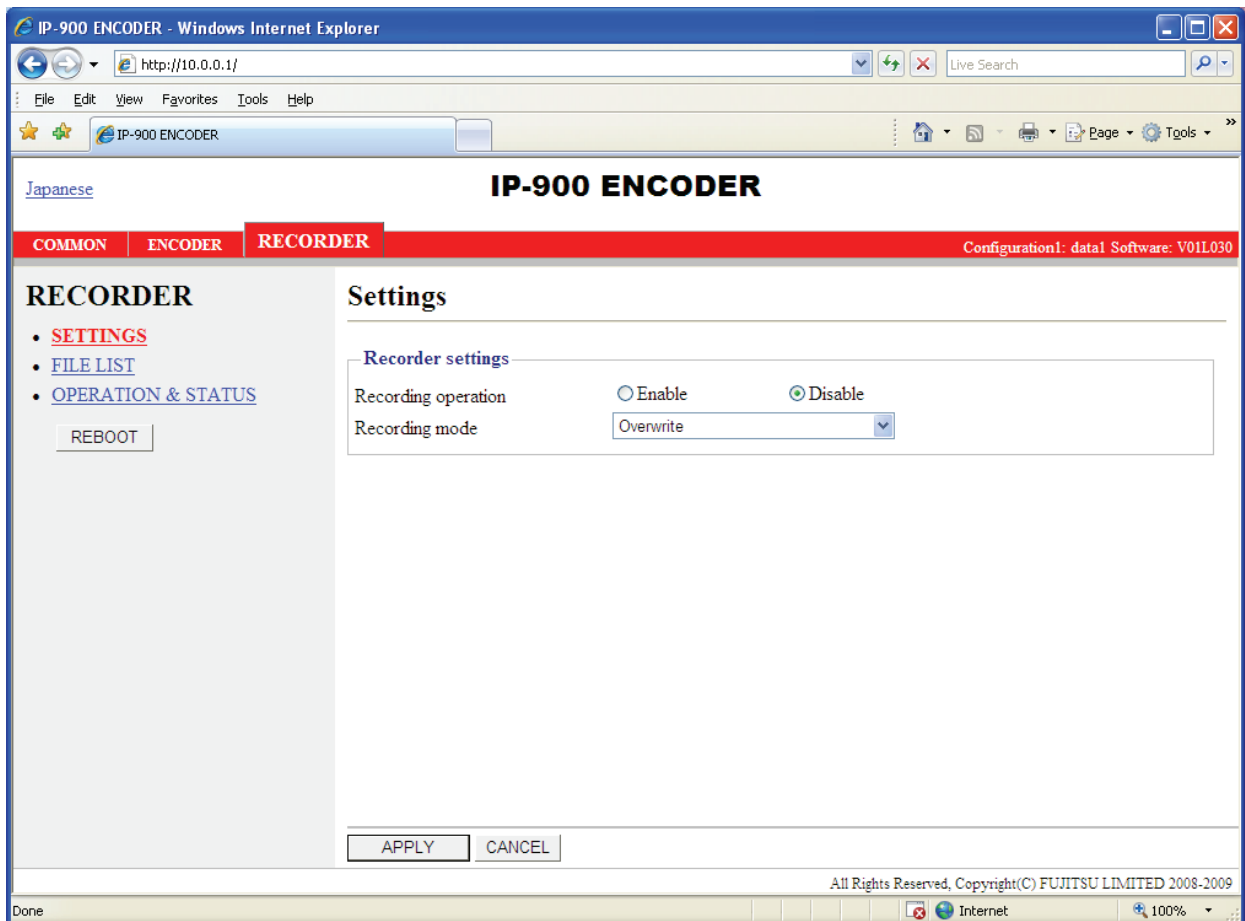 IP-900 ENCODER - Windows Internet Explorer
http://10.0.0.1/
Live Search
File Edit View Favorites Tools Help
IP-900 ENCODER
Page Tools »
Japanese
IP-900 ENCODER
COMMON ENCODER RECORDER
Configuration1: data1 Software: V01L030
RECORDER
• SETTINGS
• FILE LIST
• OPERATION & STATUS
REBOOT
Settings
Recorder settings
Recording operation Enable Disable
Recording mode Overwrite
APPLY CANCEL
All Rights Reserved, Copyright(C) FUJITSU LIMITED 2008-2009
Done Internet 100%